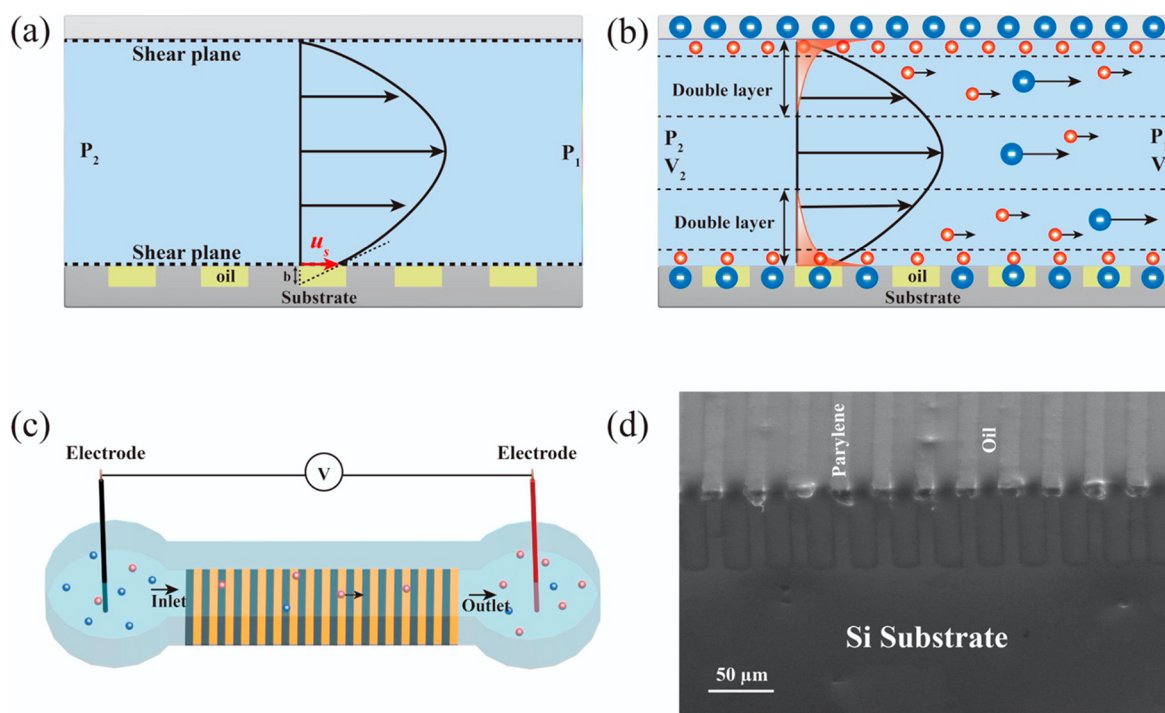 (a)
Shear plane
P2
P1
us
Shear plane
b
oil
Substrate
(b)
Double layer
P2
V2
P
V
Double layer
oil
Substrate
(c)
Electrode
V
Electrode
Inlet
Outlet
(d)
Parylene
Oil
Si Substrate
50 µm